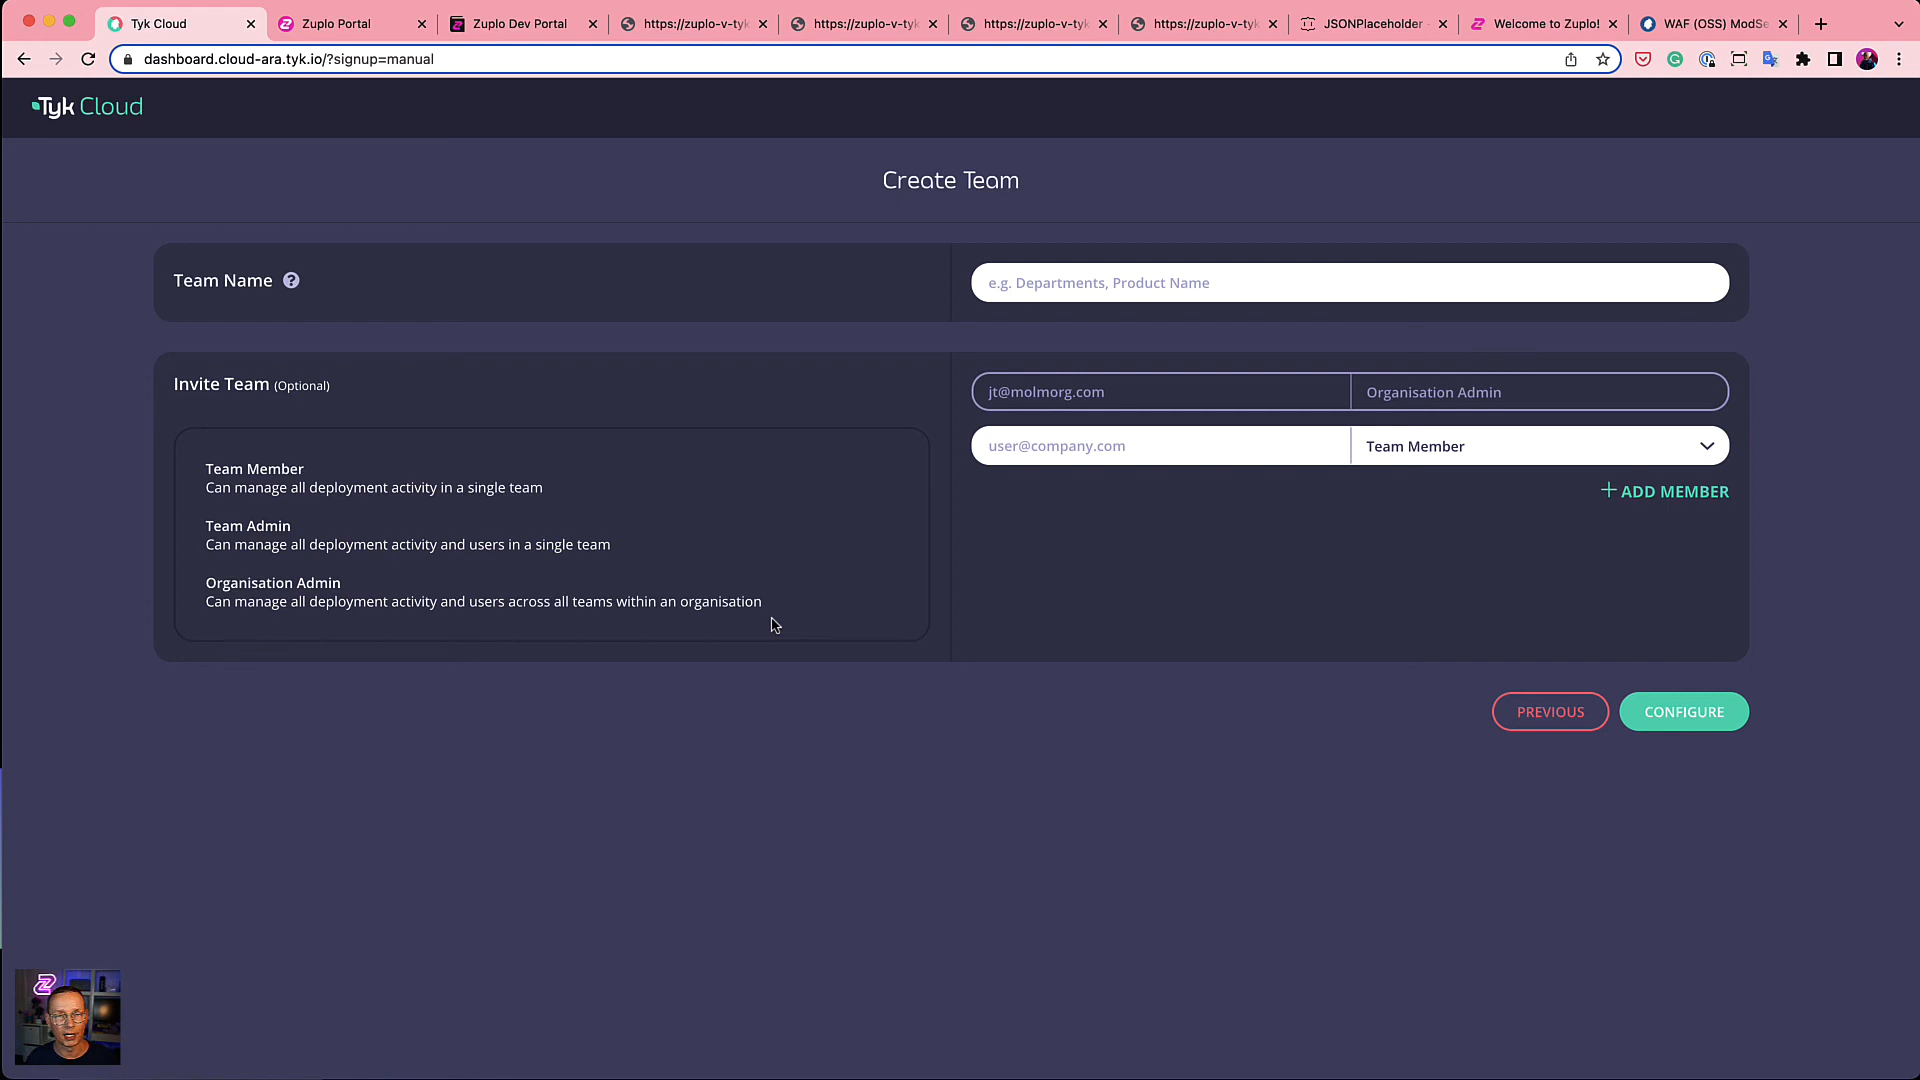 Tyk Cloud
Zuplo Portal
Zuplo Dev Portal
https://zuplo-v-tyk
https://zuplo-v-tyk
https://zuplo-v-tyk
https://zuplo-v-tyk
JSONPlaceholder -
Welcome to Zuplo!
WAF (OSS) ModSe
dashboard.cloud-ara.tyk.io/?signup=manual
Tyk Cloud
Create Team
Team Name ?
e.g. Departments, Product Name
Invite Team (Optional)
jt@molmorg.com
Organisation Admin
user@company.com
Team Member
+ ADD MEMBER
Team Member
Can manage all deployment activity in a single team
Team Admin
Can manage all deployment activity and users in a single team
Organisation Admin
Can manage all deployment activity and users across all teams within an organisation
PREVIOUS
CONFIGURE